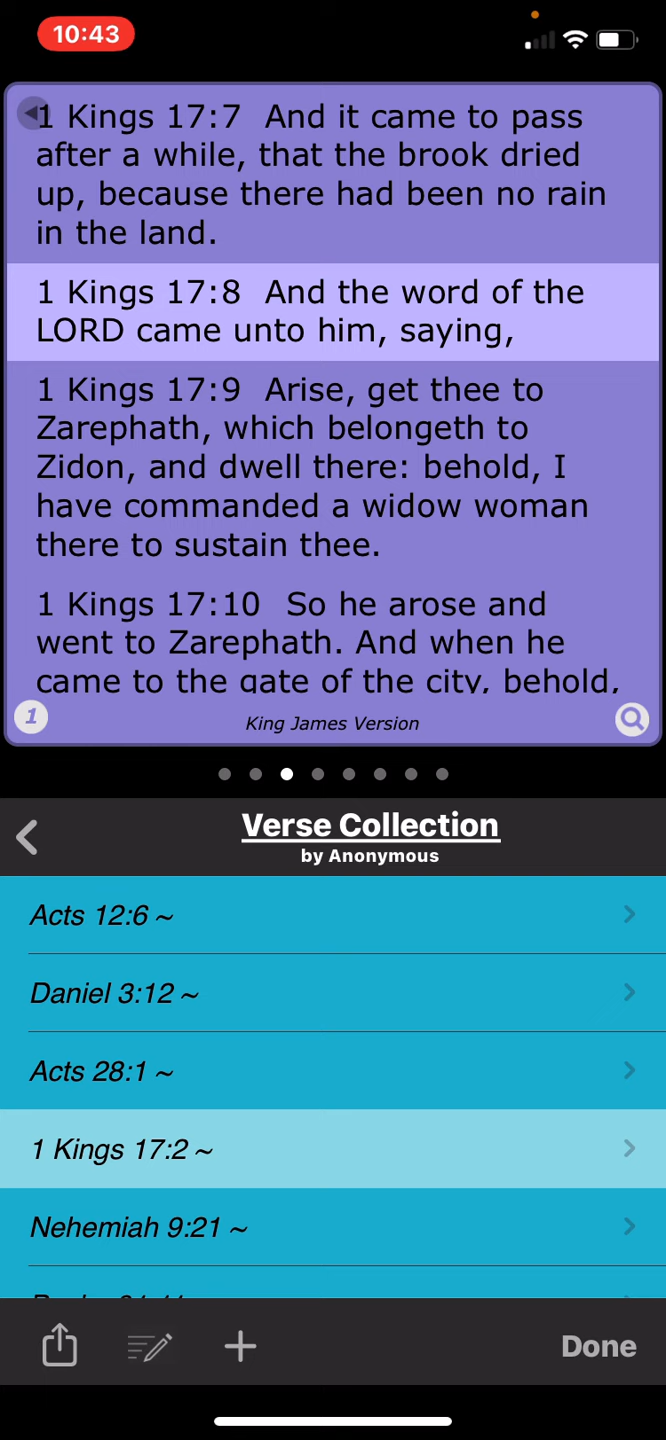 10:43
1 Kings 17:7 And it came to pass
after a while, that the brook dried
up, because there had been no rain
in the land.
1 Kings 17:8 And the word of the
LORD came unto him, saying,
1 Kings 17:9 Arise, get thee to
Zarephath, which belongeth to
Zidon, and dwell there: behold, I
have commanded a widow woman
there to sustain thee.
1 Kings 17:10 So he arose and
went to Zarephath. And when he
came to the gate of the city, behold,
1
King James Version
Verse Collection
by Anonymous
Acts 12:6 ~
Daniel 3:12 ~
Acts 28:1 ~
1 Kings 17:2 ~
Nehemiah 9:21 ~
Done